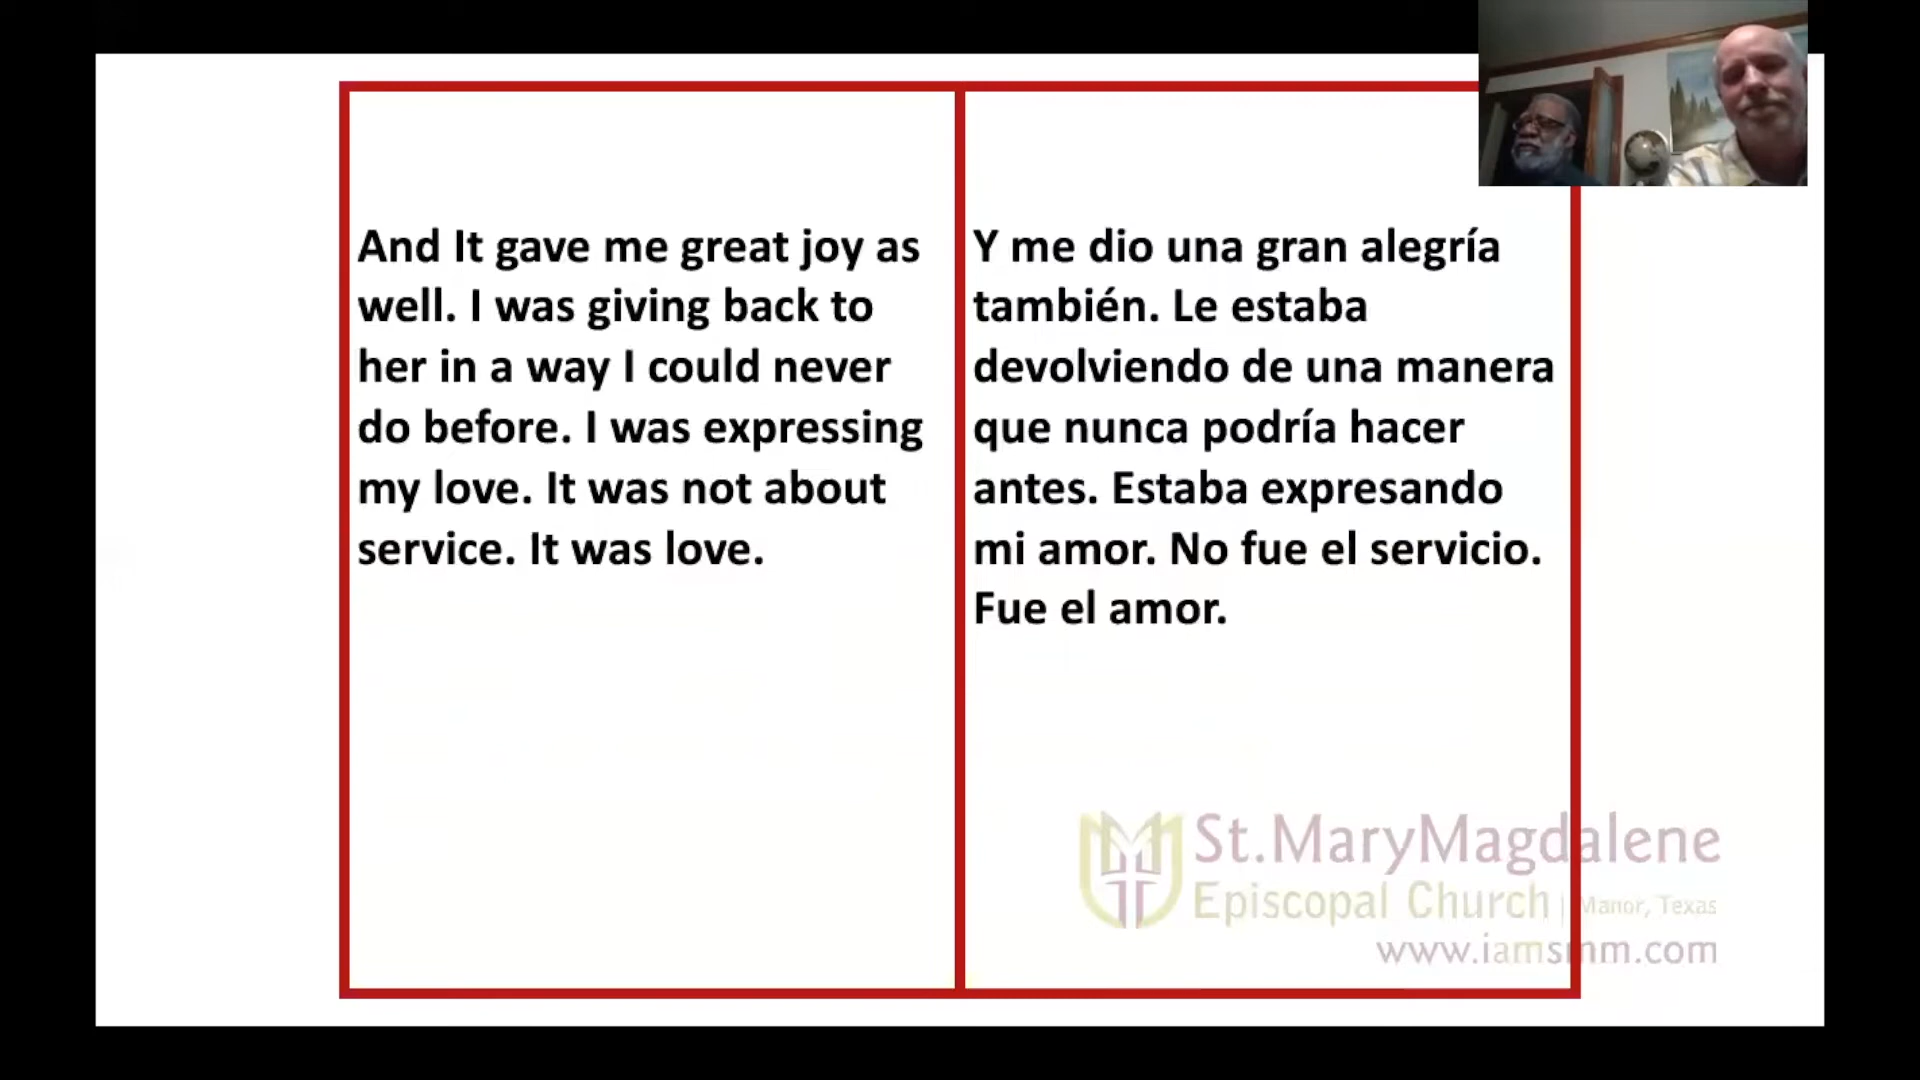 And It gave me great joy as
well. I was giving back to
her in a way I could never
do before. I was expressing
my love. It was not about
service. It was love.
Y me dio una gran alegría
también. Le estaba
devolviendo de una manera
que nunca podría hacer
antes. Estaba expresando
mi amor. No fue el servicio.
Fue el amor.
St.MaryMagdalene
Episcopal Church | Manor, Texas
www.iamsmm.com